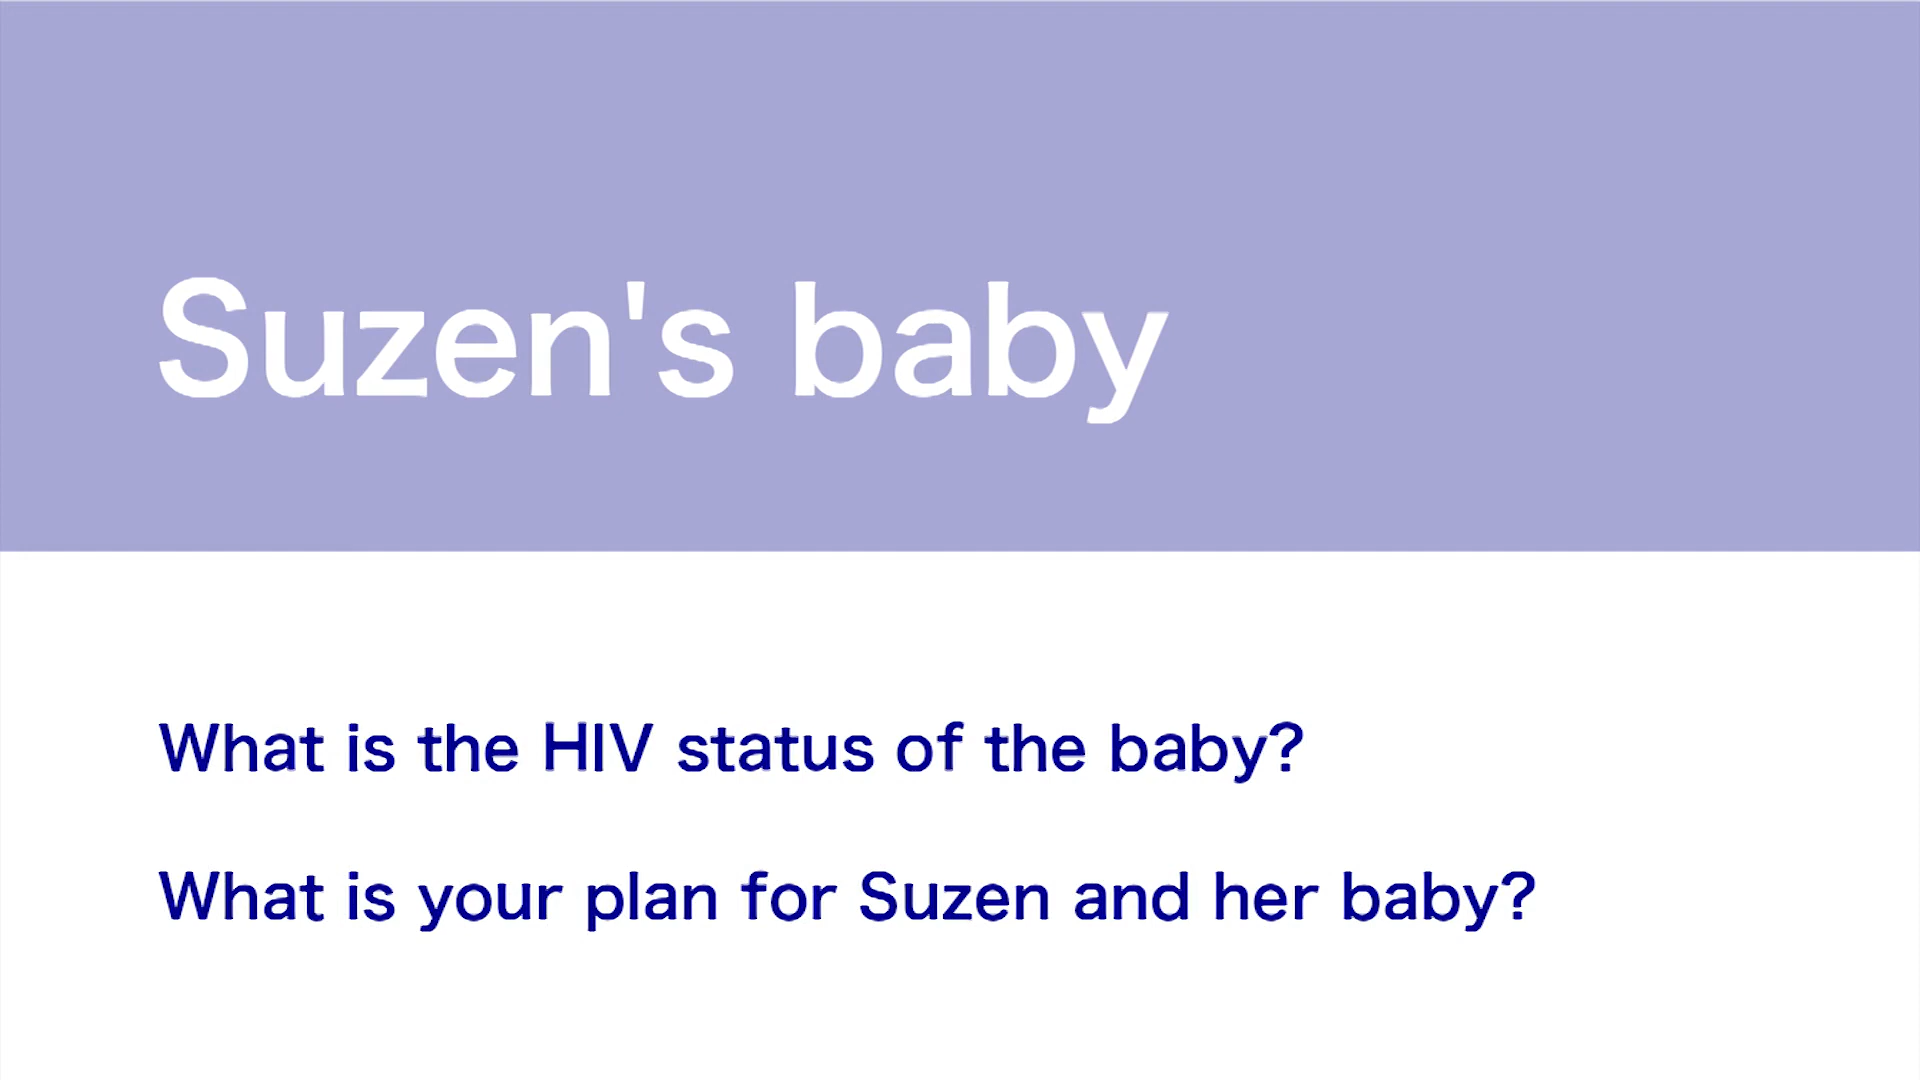 Suzen's baby
What is the HIV status of the baby?
What is your plan for Suzen and her baby?